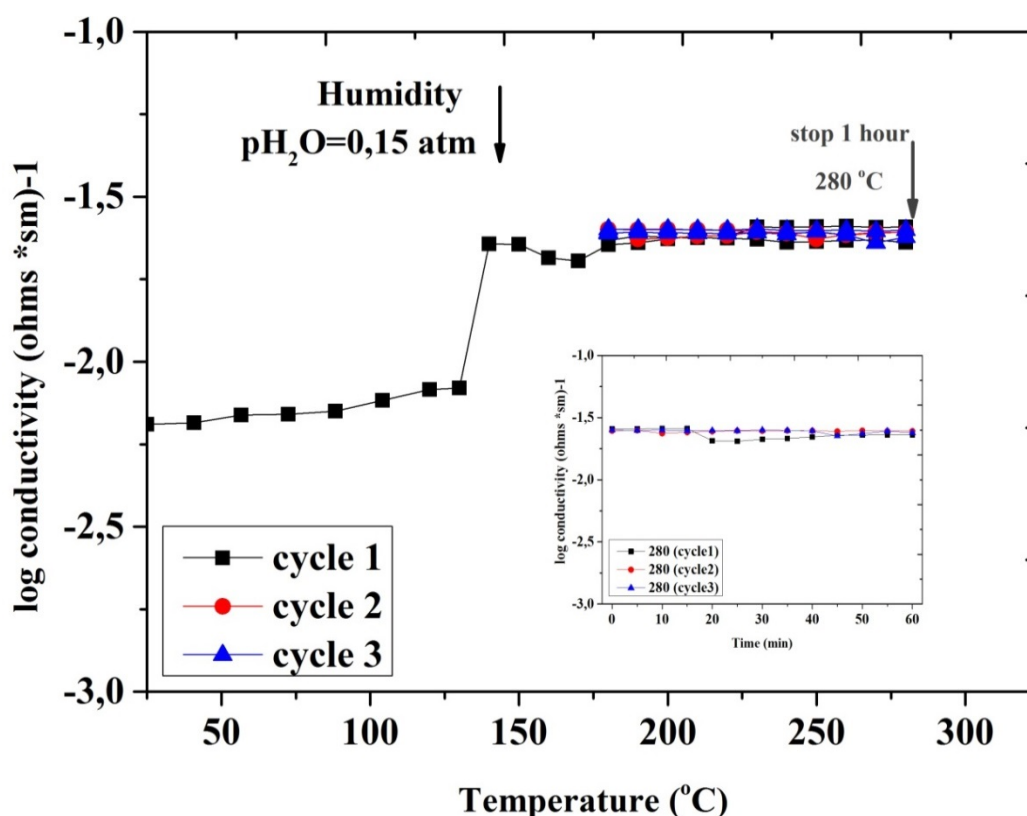 -1,0
-1,5
-2,0
-2,5
-3,0
log conductivity (ohms *sm)-1
Humidity
pH₂O=0,15 atm
stop 1 hour
280 °C
cycle 1
cycle 2
cycle 3
-1,0
-1,5
-2,0
-2,5
-3,0
log conductivity (ohms *sm)-1
280 (cycle1)
280 (cycle2)
280 (cycle3)
0 10 20 30 40 50 60
Time (min)
50 100 150 200 250 300
Temperature (°C)